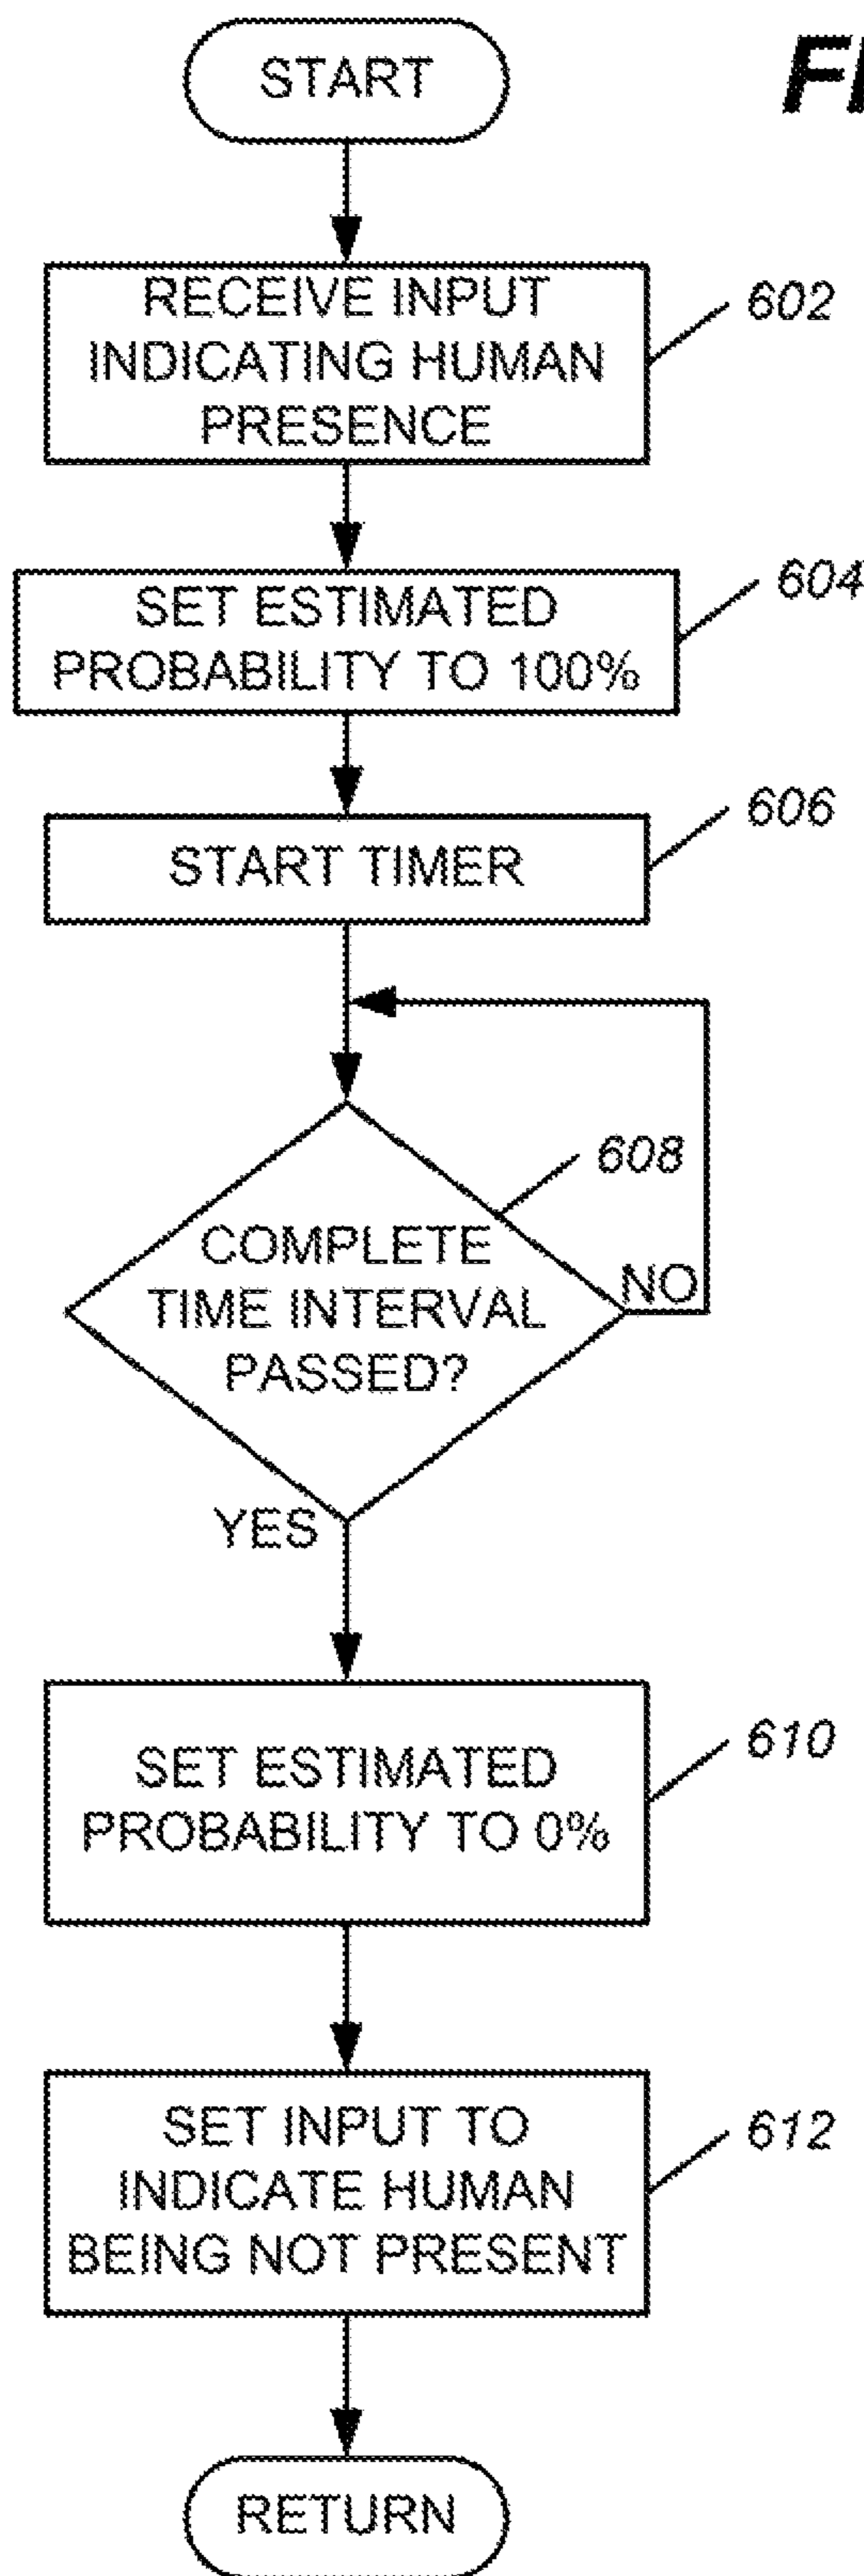 START
RECEIVE INPUT
INDICATING HUMAN
PRESENCE
602
SET ESTIMATED
PROBABILITY TO 100%
604
START TIMER
606
COMPLETE
TIME INTERVAL
PASSED?
608
NO
YES
SET ESTIMATED
PROBABILITY TO 0%
610
SET INPUT TO
INDICATE HUMAN
BEING NOT PRESENT
612
RETURN